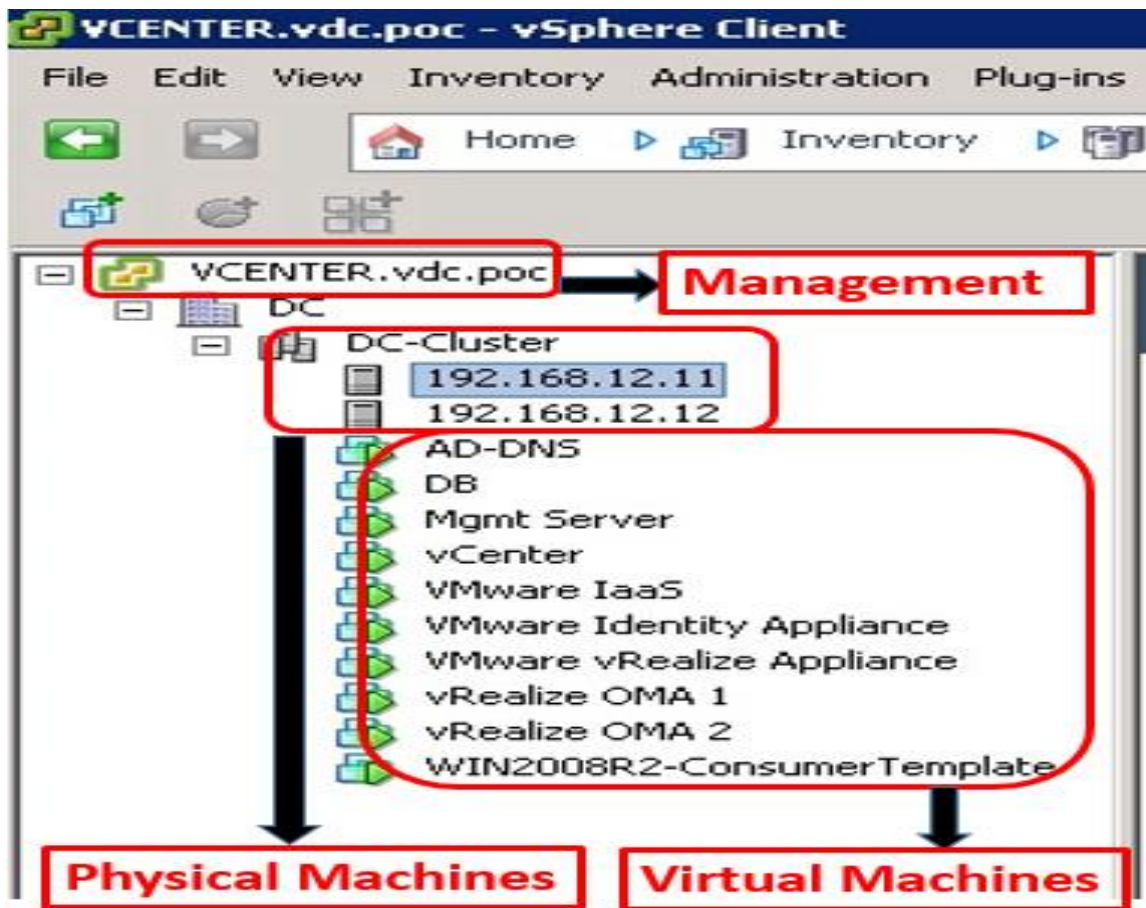 VCENTER.vdc.poc - vSphere Client
File Edit View Inventory Administration Plug-ins
Home Inventory
VCENTER.vdc.poc
Management
DC
DC-Cluster
192.168.12.11
192.168.12.12
AD-DNS
DB
Mgmt Server
vCenter
VMware IaaS
VMware Identity Appliance
VMware vRealize Appliance
vRealize OMA 1
vRealize OMA 2
WIN2008R2-ConsumerTemplate
Physical Machines
Virtual Machines